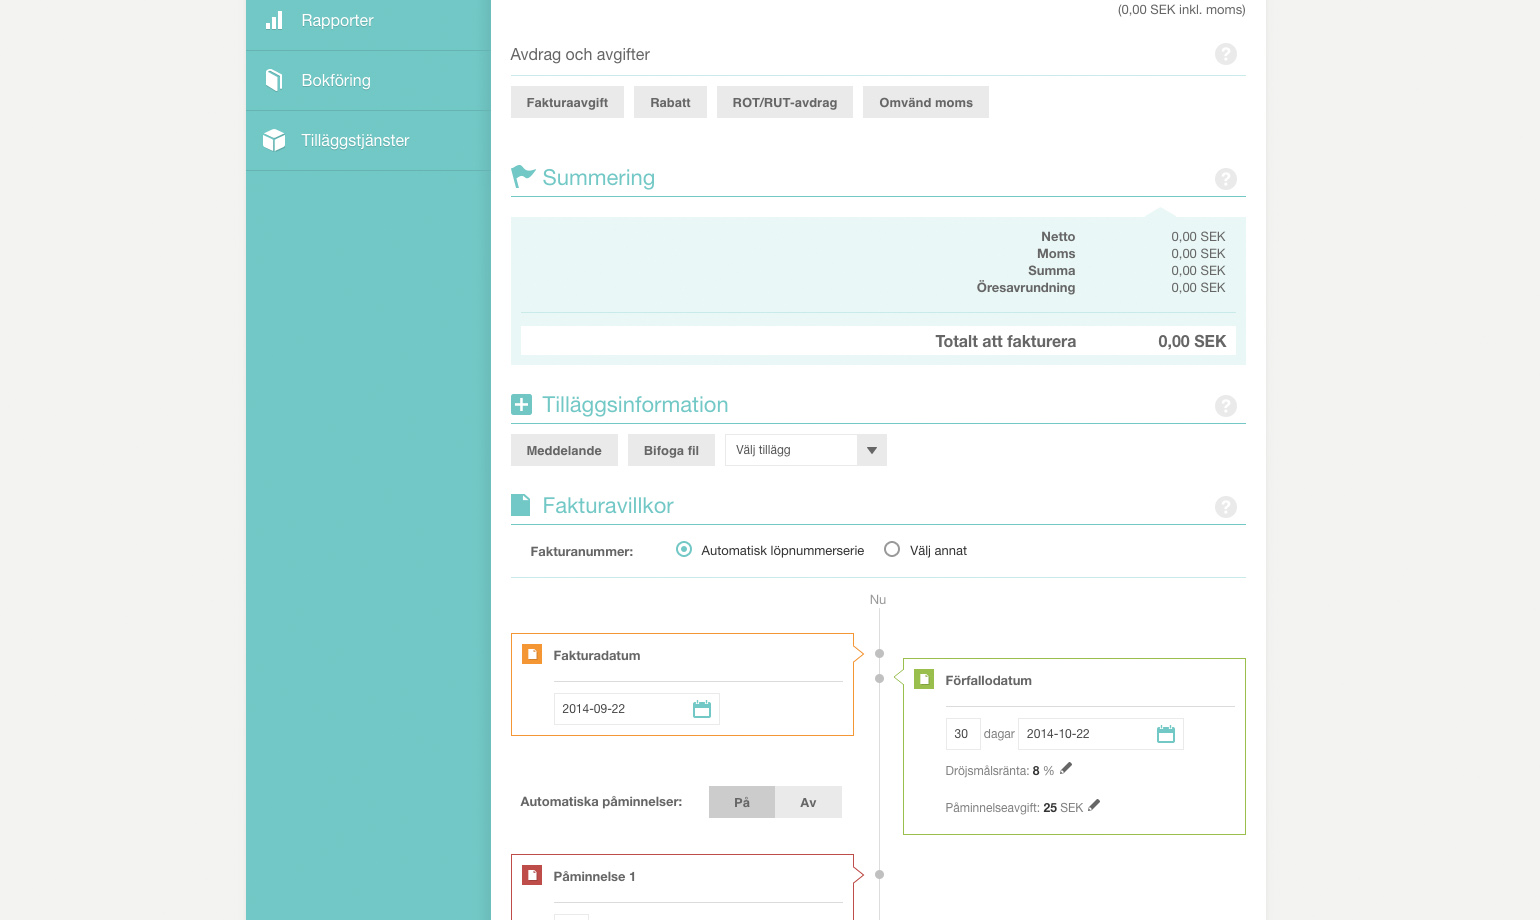 Rapporter
Bokföring
Tilläggstjänster
(0,00 SEK inkl. moms)
Avdrag och avgifter
?
Fakturaavgift Rabatt ROT/RUT-avdrag Omvänd moms
Summering
?
Netto 0,00 SEK
Moms 0,00 SEK
Summa 0,00 SEK
Öresavrundning 0,00 SEK
Totalt att fakturera 0,00 SEK
Tilläggsinformation
?
Meddelande Bifoga fil Välj tillägg
Fakturavillkor
?
Fakturanummer: Automatisk löpnummerserie Välj annat
Nu
Fakturadatum
2014-09-22
Förfallodatum
30 dagar 2014-10-22
Dröjsmålsränta: 8 %
Påminnelseavgift: 25 SEK
Automatiska påminnelser: På Av
Påminnelse 1